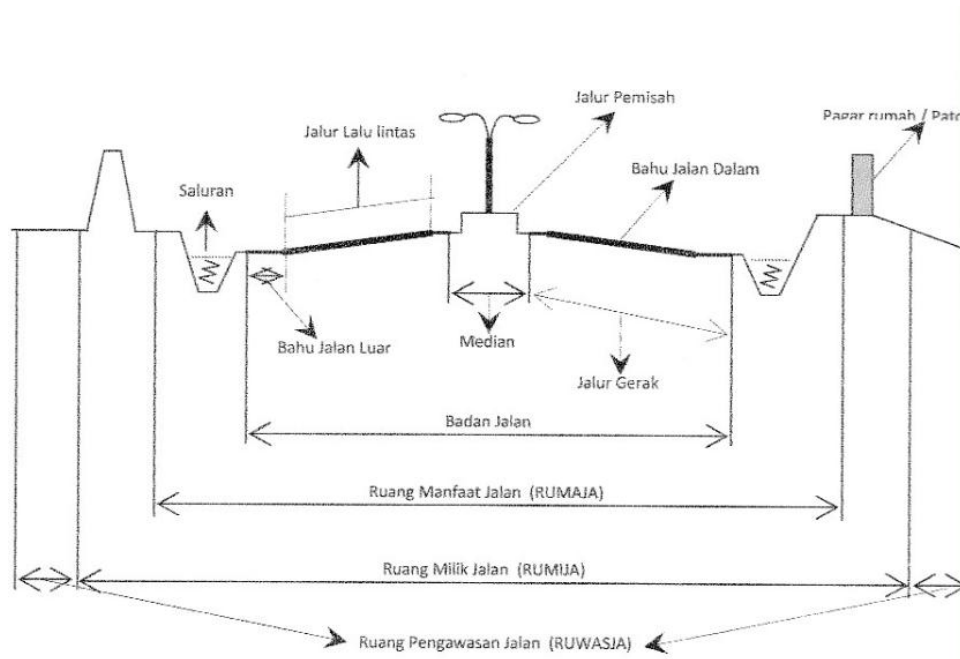 Jalur Pemisah
Pagar rumah / Pato
Jalur Lalu lintas
Bahu Jalan Dalam
Saluran
Bahu Jalan Luar
Median
Jalur Gerak
Badan Jalan
Ruang Manfaat Jalan (RUMAJA)
Ruang Milik Jalan (RUMIJA)
Ruang Pengawasan Jalan (RUWASJA)